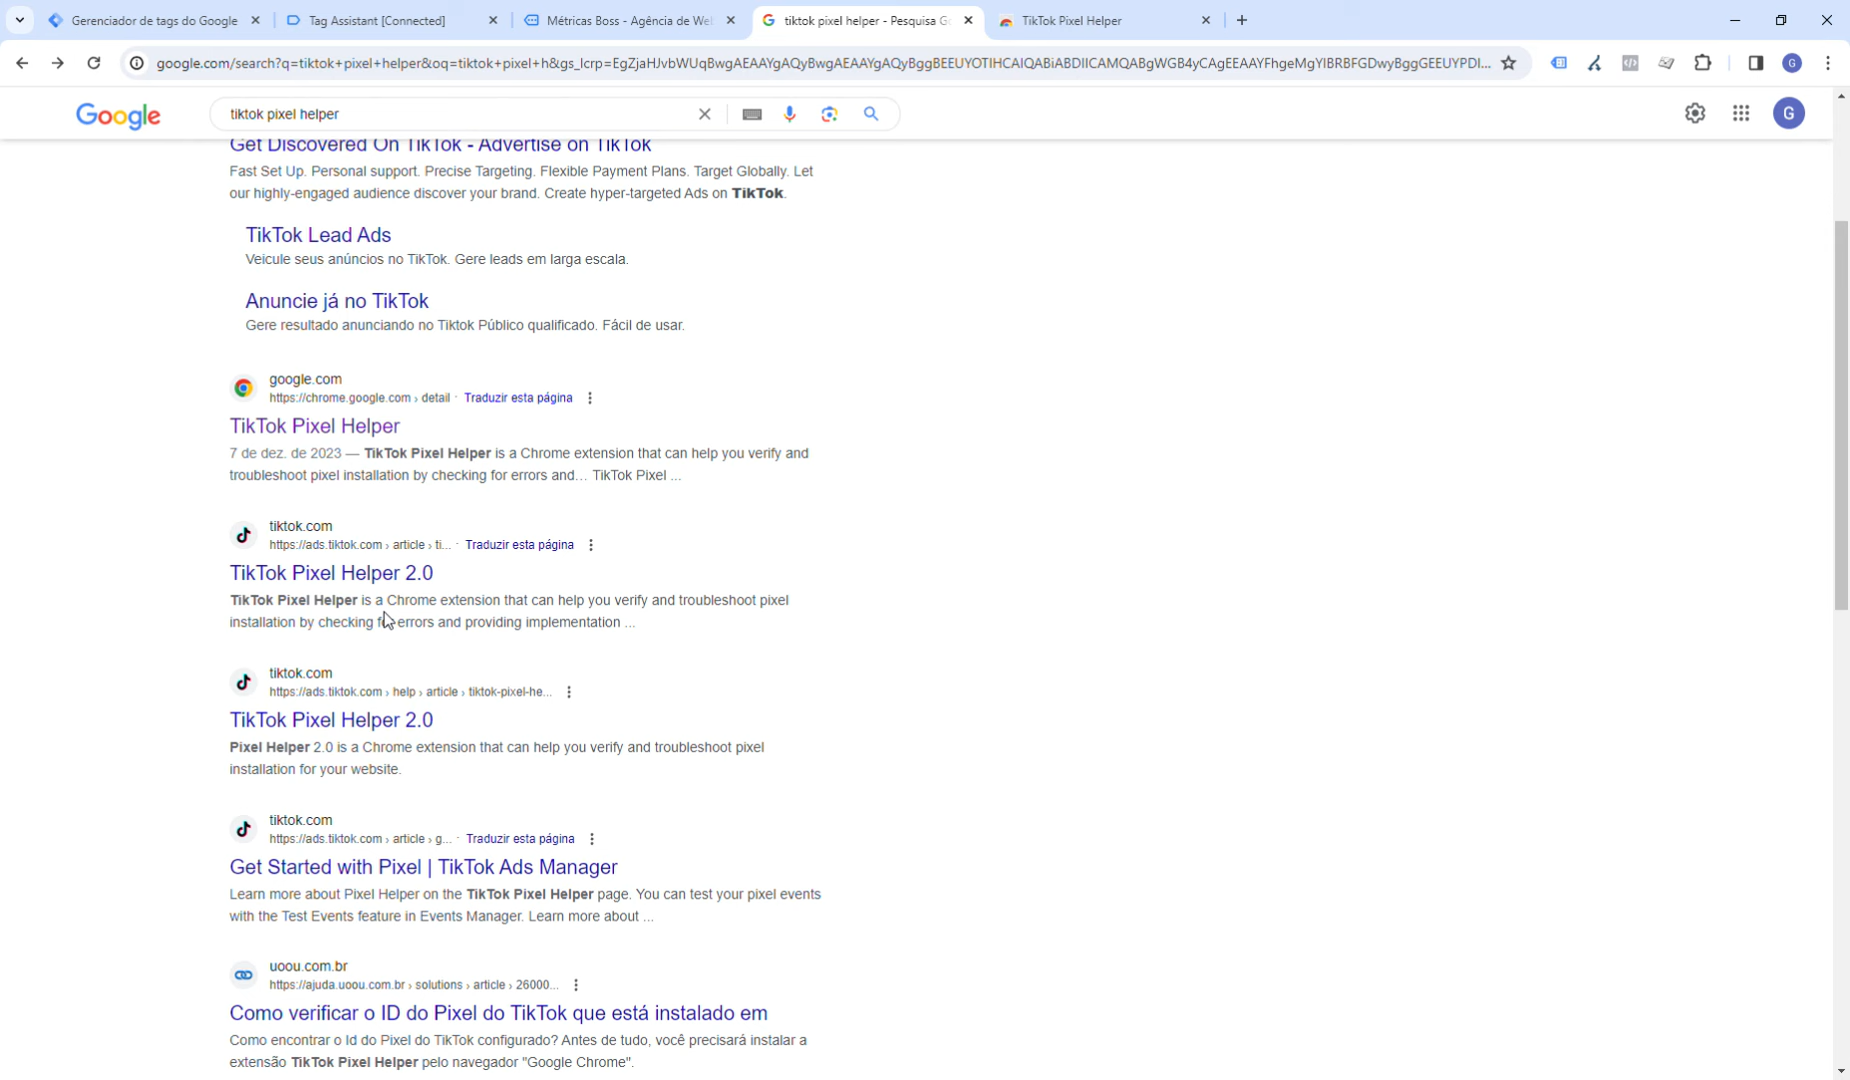 Gerenciador de tags do Google
Tag Assistant [Connected]
Métricas Boss - Agência de We
tiktok pixel helper - Pesquisa G
TikTok Pixel Helper
google.com/search?q=tiktok+pixel+helper&oq=tiktok+pixel+h&gs_lcrp=EgZjaHJvbWUqBwgAEAAYgAQyBwgAEAAYgAQyBggBEEUYOTIHCAIQABiABDIICAMQABgWGB4yCAgEEAAYFhgeMgYIBRBFGDwyBggGEEUYPDI...
G
Google
tiktok pixel helper
G
Get Discovered On TikTok - Advertise on TikTok
Fast Set Up. Personal support. Precise Targeting. Flexible Payment Plans. Target Globally. Let
our highly-engaged audience discover your brand. Create hyper-targeted Ads on TikTok.
TikTok Lead Ads
Veicule seus anúncios no TikTok. Gere leads em larga escala.
Anuncie já no TikTok
Gere resultado anunciando no Tiktok Público qualificado. Fácil de usar.
google.com
https://chrome.google.com › detail · Traduzir esta página
TikTok Pixel Helper
7 de dez. de 2023 — TikTok Pixel Helper is a Chrome extension that can help you verify and
troubleshoot pixel installation by checking for errors and… TikTok Pixel ...
tiktok.com
https://ads.tiktok.com › article › ti... · Traduzir esta página
TikTok Pixel Helper 2.0
TikTok Pixel Helper is a Chrome extension that can help you verify and troubleshoot pixel
installation by checking for errors and providing implementation ...
tiktok.com
https://ads.tiktok.com › help › article › tiktok-pixel-he...
TikTok Pixel Helper 2.0
Pixel Helper 2.0 is a Chrome extension that can help you verify and troubleshoot pixel
installation for your website.
tiktok.com
https://ads.tiktok.com › article › g... · Traduzir esta página
Get Started with Pixel | TikTok Ads Manager
Learn more about Pixel Helper on the TikTok Pixel Helper page. You can test your pixel events
with the Test Events feature in Events Manager. Learn more about ...
uoou.com.br
https://ajuda.uoou.com.br › solutions › article › 26000...
Como verificar o ID do Pixel do TikTok que está instalado em
Como encontrar o Id do Pixel do TikTok configurado? Antes de tudo, você precisará instalar a
extensão TikTok Pixel Helper pelo navegador "Google Chrome".